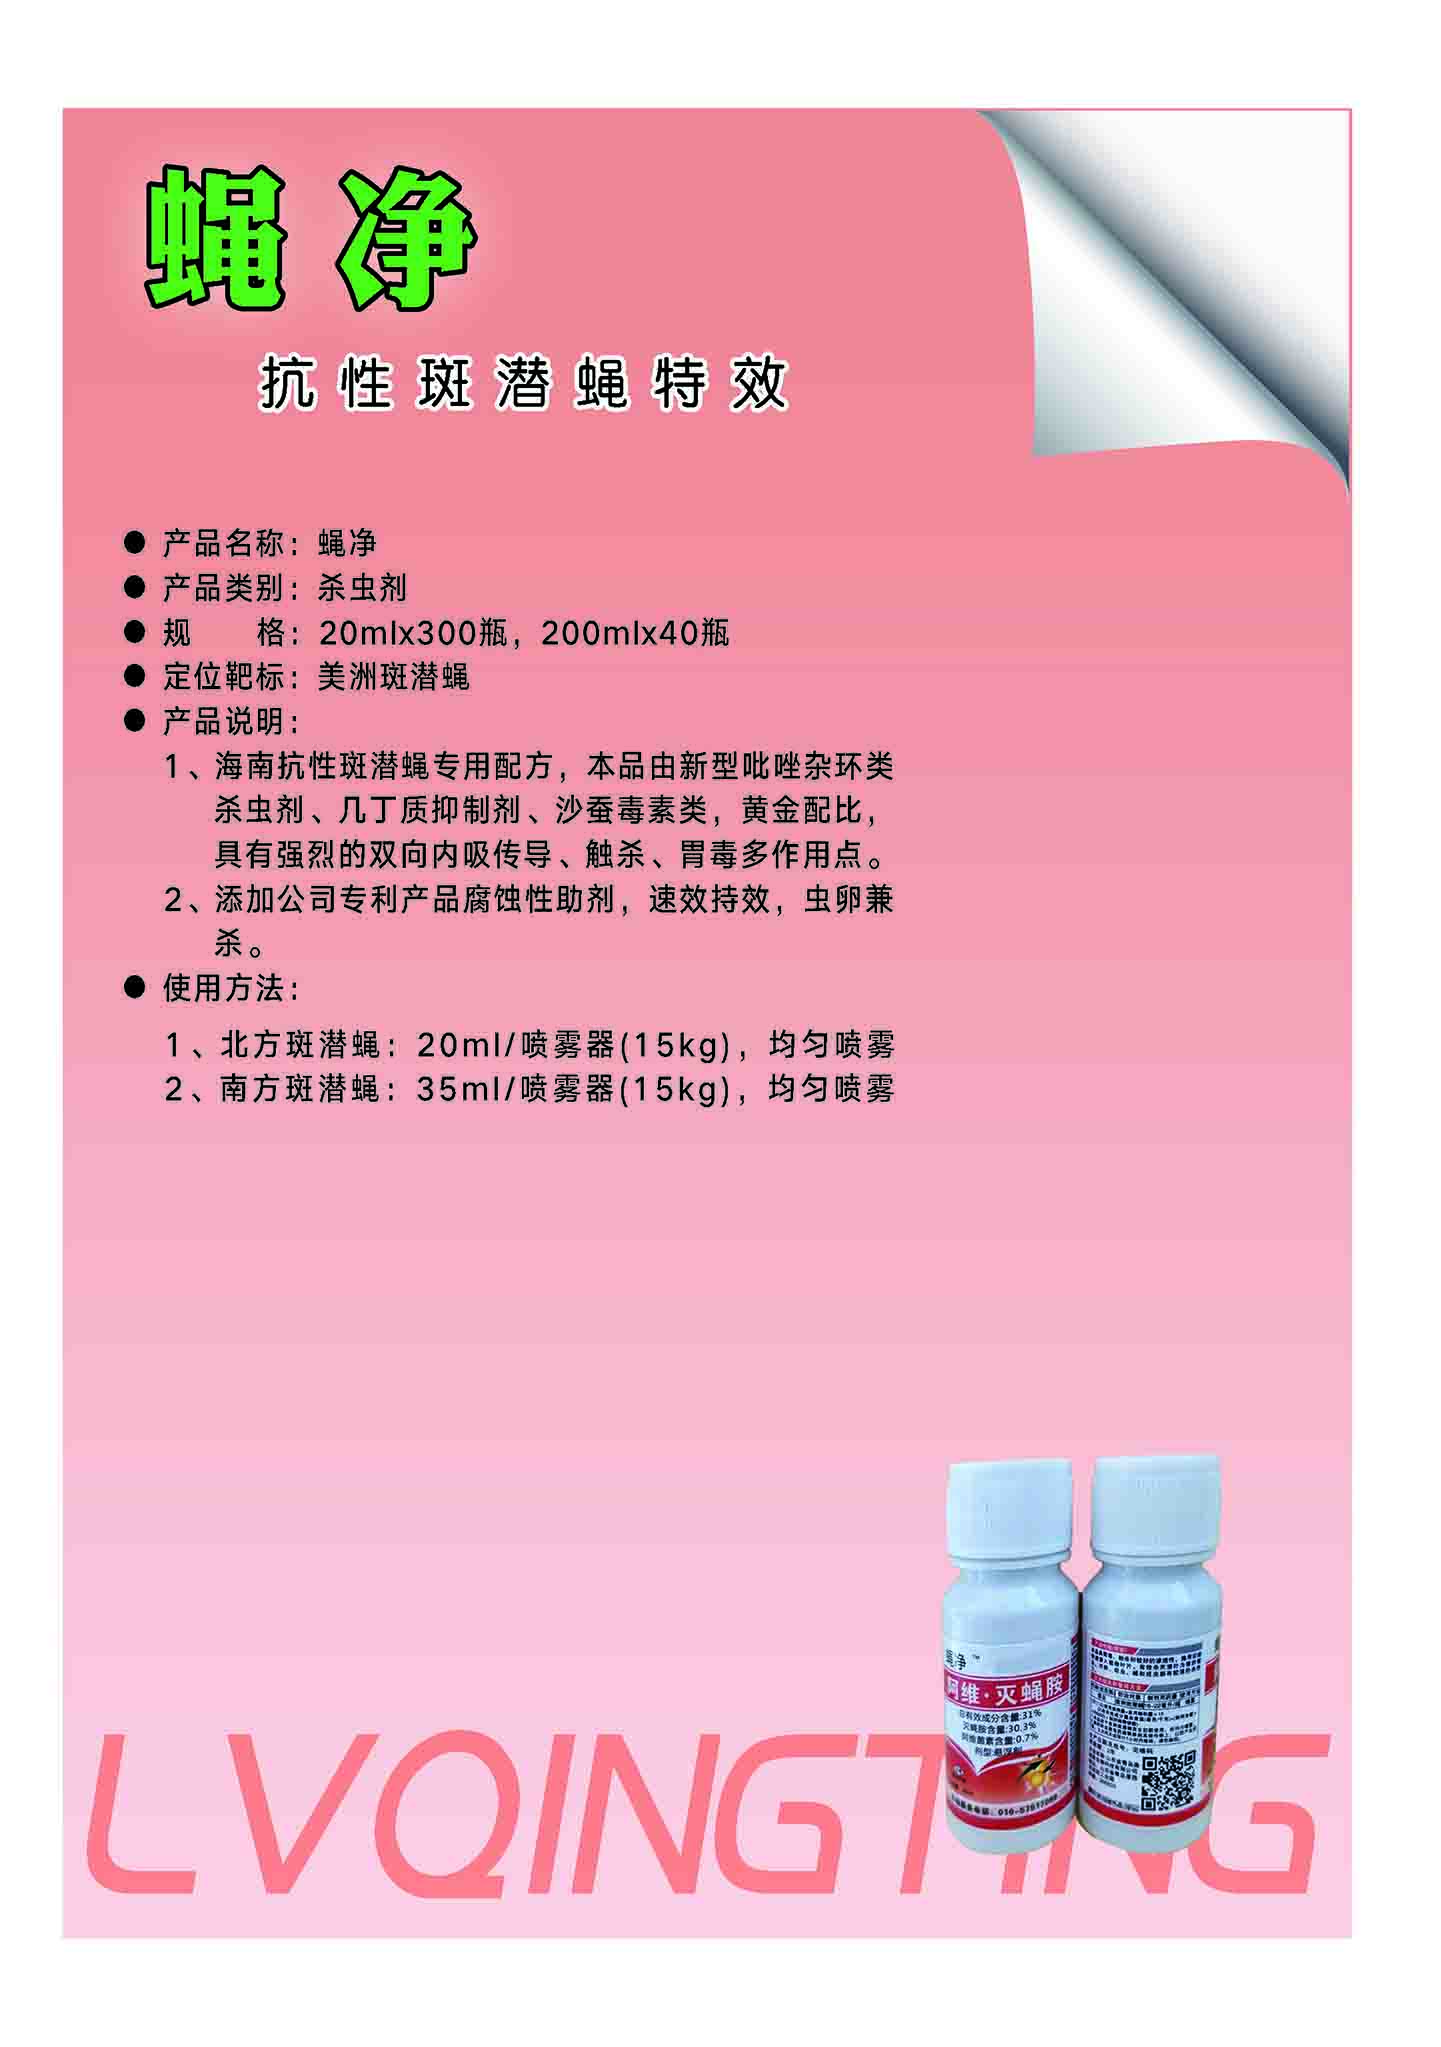 蝇净
抗性斑潜蝇特效
● 产品名称：蝇净
● 产品类别：杀虫剂
● 规　　格：20mlx300瓶，200mlx40瓶
● 定位靶标：美洲斑潜蝇
● 产品说明：
1、海南抗性斑潜蝇专用配方，本品由新型吡唑杂环类
杀虫剂、几丁质抑制剂、沙蚕毒素类，黄金配比，
具有强烈的双向内吸传导、触杀、胃毒多作用点。
2、添加公司专利产品腐蚀性助剂，速效持效，虫卵兼
杀。
● 使用方法：
1、北方斑潜蝇：20ml/喷雾器(15kg)，均匀喷雾
2、南方斑潜蝇：35ml/喷雾器(15kg)，均匀喷雾
蝇净™
阿维·灭蝇胺
总有效成分含量:31%
灭蝇胺含量:30.3%
阿维菌素含量:0.7%
剂型:悬浮剂
LVQINGTING